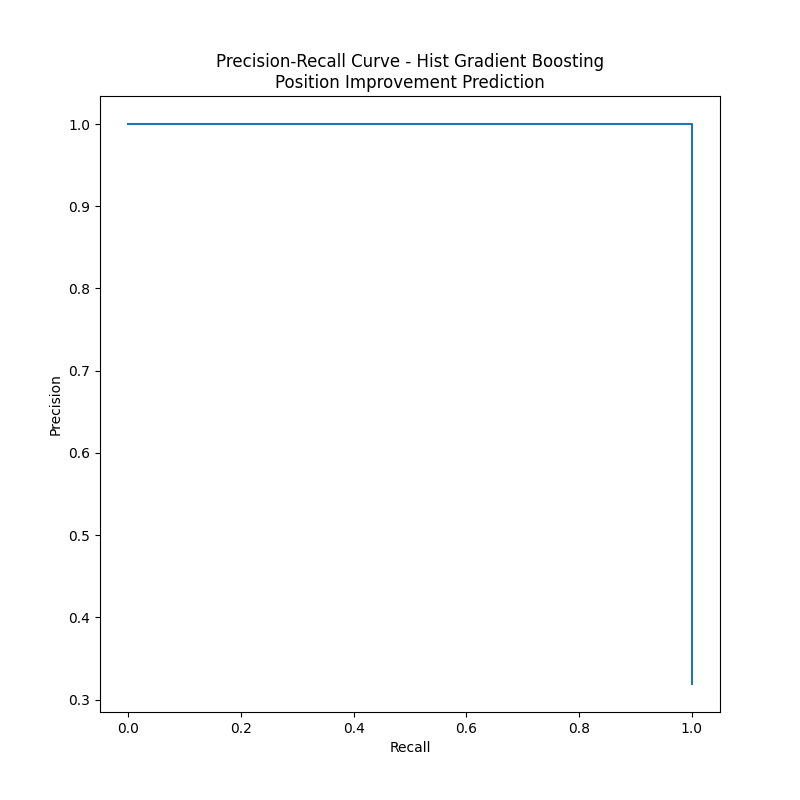 Precision-Recall Curve - Hist Gradient Boosting
Position Improvement Prediction
1.0
0.9
0.8
0.7
0.6
0.5
0.4
0.3
Precision
0.0 0.2 0.4 0.6 0.8 1.0
Recall